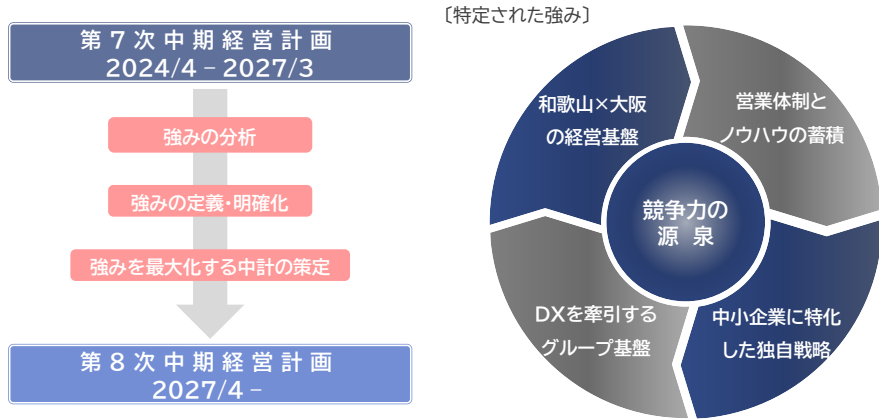 第7次中期経営計画
2024/4－2027/3
強みの分析
強みの定義・明確化
強みを最大化する中計の策定
第8次中期経営計画
2027/4－
〔特定された強み〕
和歌山×大阪
の経営基盤
営業体制と
ノウハウの蓄積
競争力の
源 泉
DXを牽引する
グループ基盤
中小企業に特化
した独自戦略